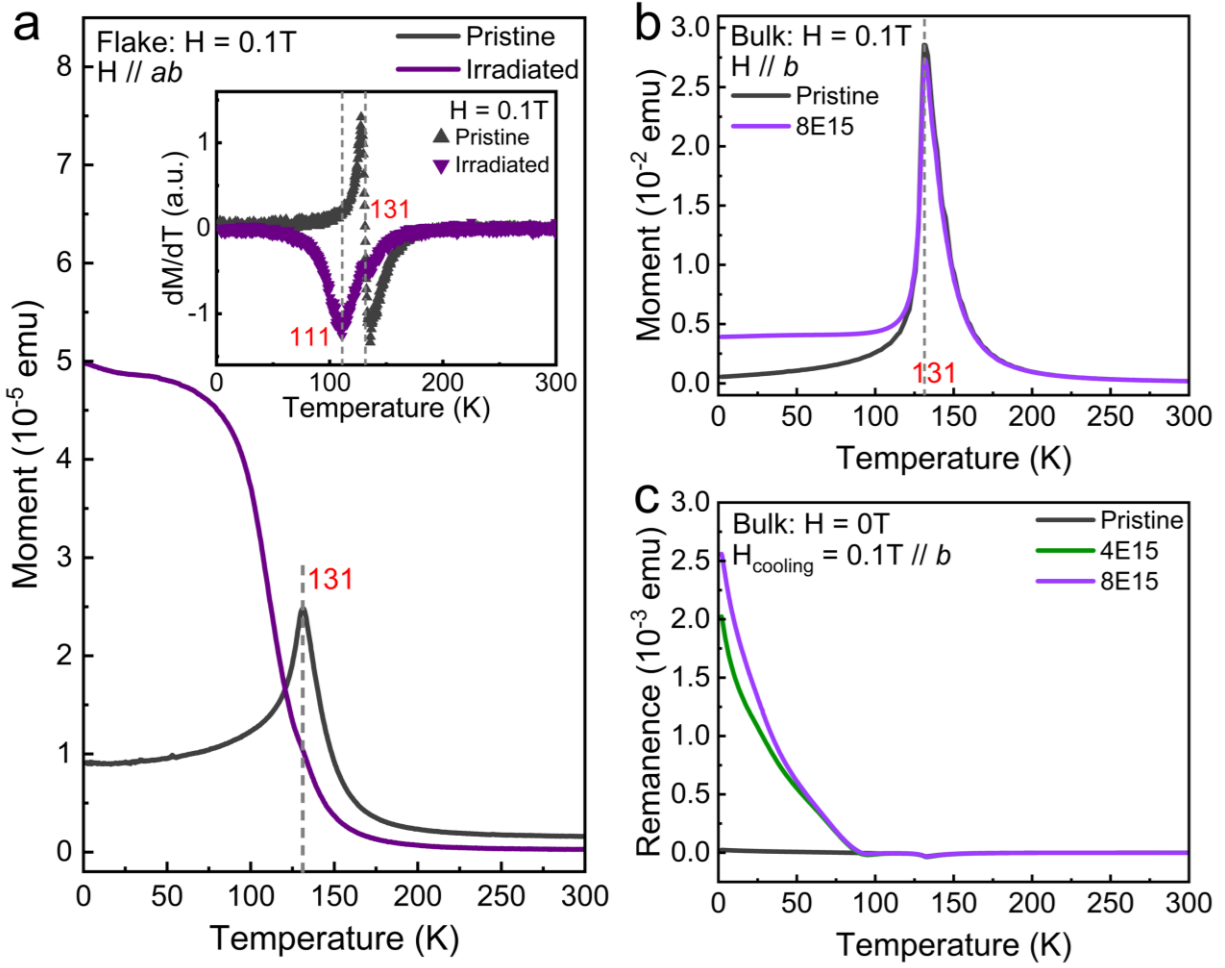 a
Flake: H = 0.1T
H // ab
Pristine
Irradiated
H = 0.1T
Pristine
Irradiated
131
111
1
0
-1
dM/dT (a.u.)
0
100
200
300
Temperature (K)
131
8
7
6
5
4
3
2
1
0
Moment (10⁻⁵ emu)
0
50
100
150
200
250
300
Temperature (K)
b
Bulk: H = 0.1T
H // b
Pristine
8E15
131
3.0
2.5
2.0
1.5
1.0
0.5
0.0
Moment (10⁻² emu)
0
50
100
150
200
250
300
Temperature (K)
c
Bulk: H = 0T
H_cooling = 0.1T // b
Pristine
4E15
8E15
3.0
2.5
2.0
1.5
1.0
0.5
0.0
Remanence (10⁻³ emu)
0
50
100
150
200
250
300
Temperature (K)